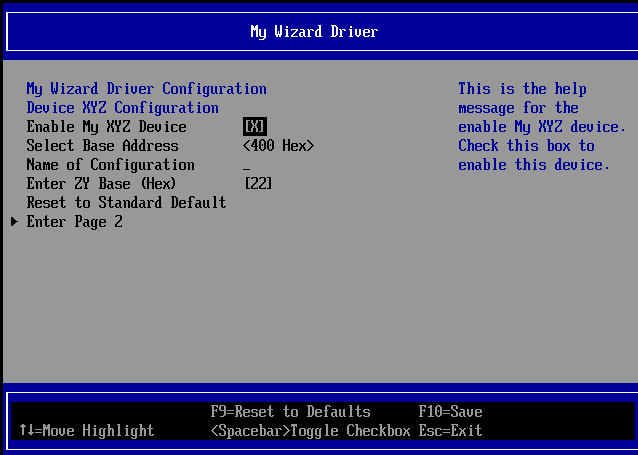 My Wizard Driver
My Wizard Driver Configuration
Device XYZ Configuration
Enable My XYZ Device [X]
Select Base Address <400 Hex>
Name of Configuration _
Enter ZY Base (Hex) [22]
Reset to Standard Default
▶ Enter Page 2
This is the help
message for the
enable My XYZ device.
Check this box to
enable this device.
F9=Reset to Defaults F10=Save
↑↓=Move Highlight <Spacebar>Toggle Checkbox Esc=Exit